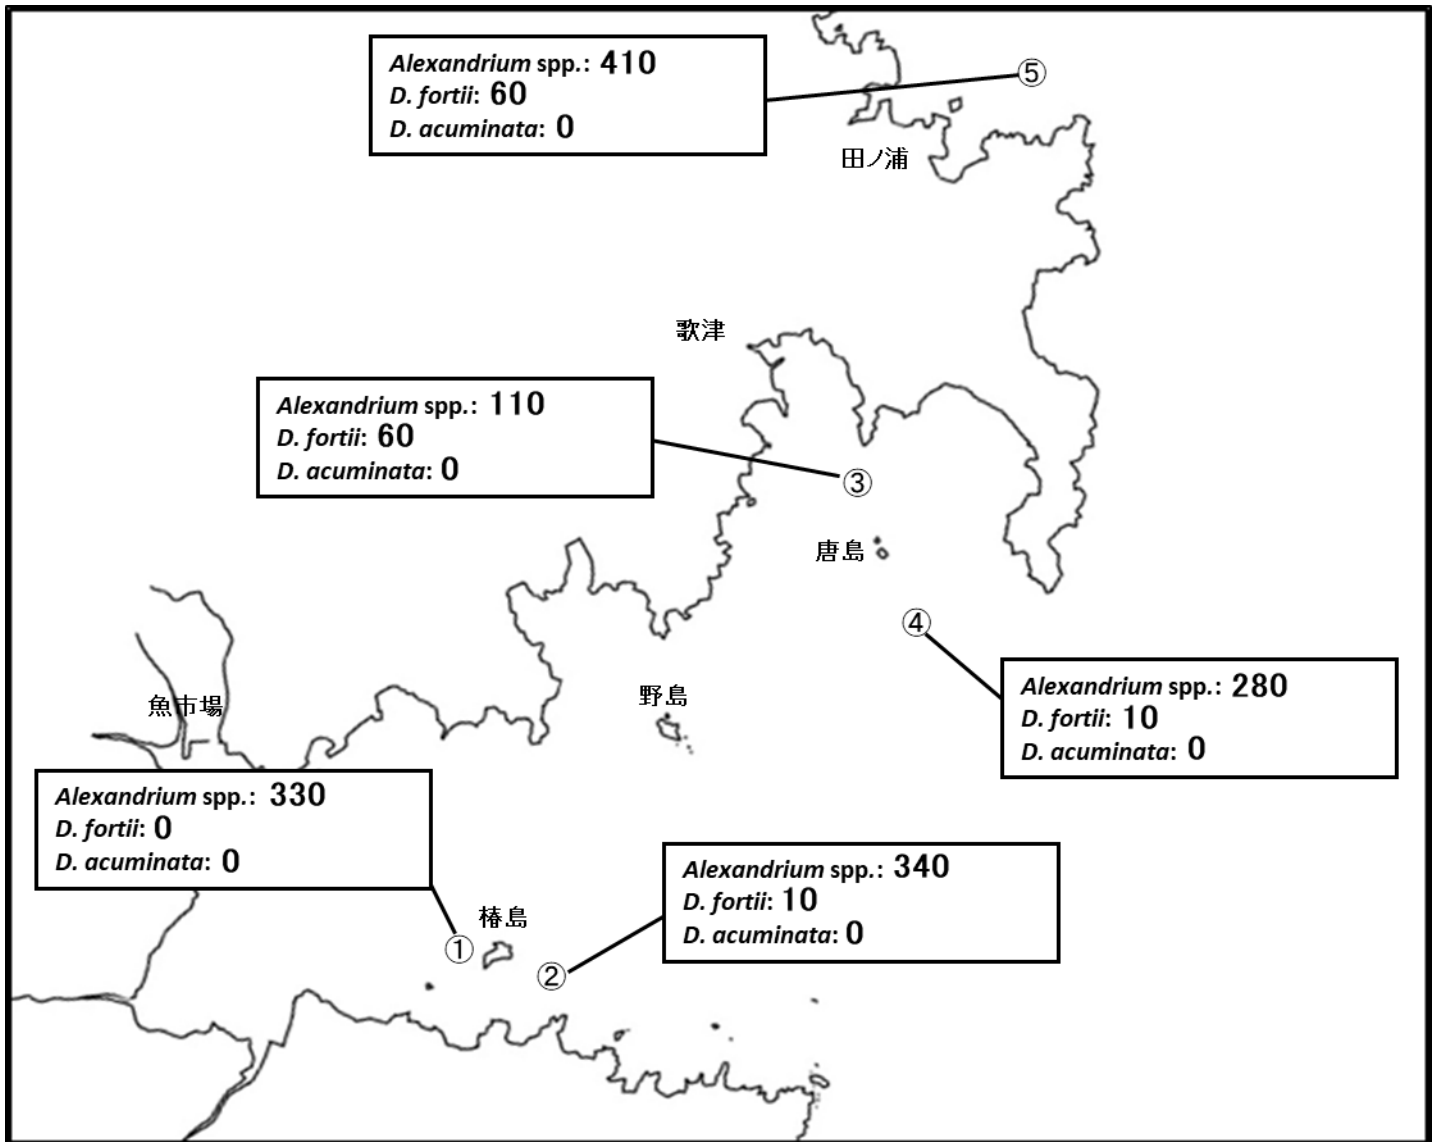 Alexandrium spp.: 410
D. fortii: 60
D. acuminata: 0
⑤
田ノ浦
歌津
Alexandrium spp.: 110
D. fortii: 60
D. acuminata: 0
③
唐島
④
Alexandrium spp.: 280
D. fortii: 10
D. acuminata: 0
野島
魚市場
Alexandrium spp.: 330
D. fortii: 0
D. acuminata: 0
Alexandrium spp.: 340
D. fortii: 10
D. acuminata: 0
椿島
①
②